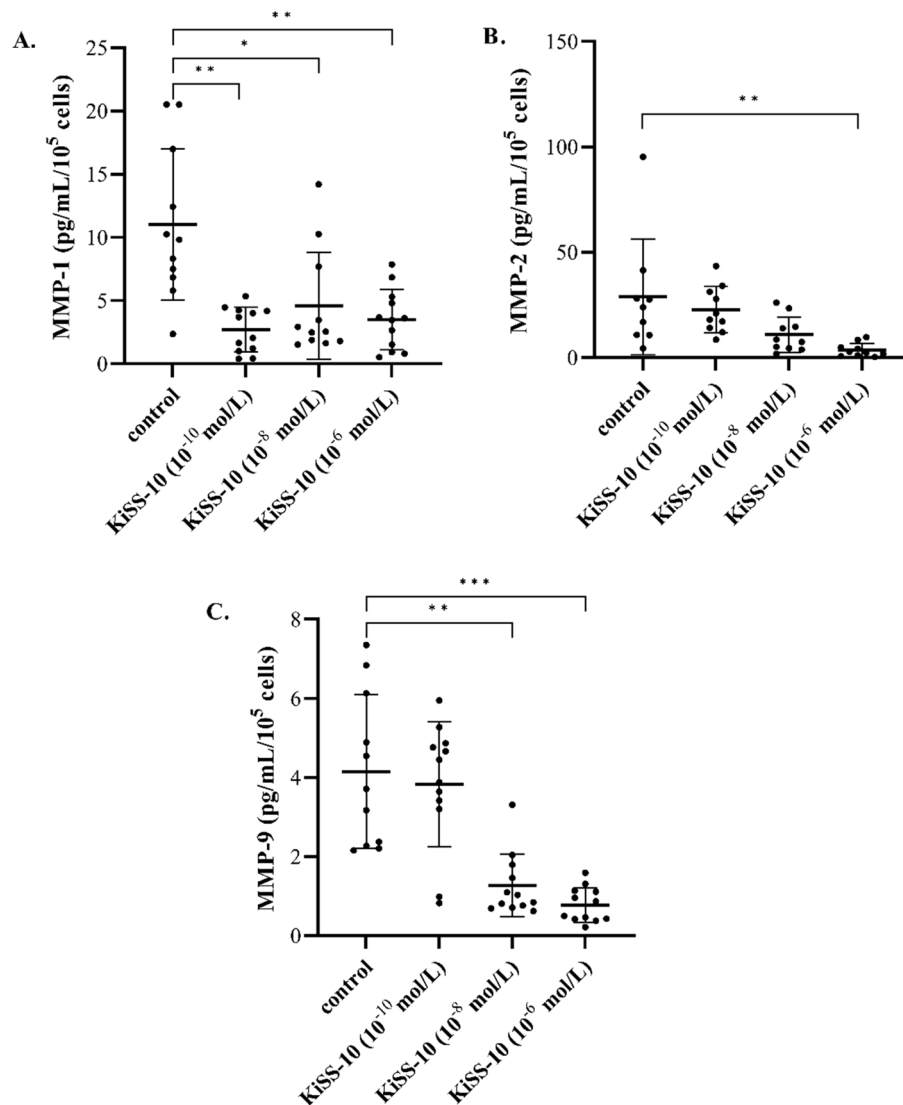 A.
MMP-1 (pg/mL/10⁵ cells)
25
20
15
10
5
0
**
*
**
control
KiSS-10 (10⁻¹⁰ mol/L)
KiSS-10 (10⁻⁸ mol/L)
KiSS-10 (10⁻⁶ mol/L)
B.
MMP-2 (pg/mL/10⁵ cells)
150
100
50
0
**
control
KiSS-10 (10⁻¹⁰ mol/L)
KiSS-10 (10⁻⁸ mol/L)
KiSS-10 (10⁻⁶ mol/L)
C.
MMP-9 (pg/mL/10⁵ cells)
8
6
4
2
0
***
**
control
KiSS-10 (10⁻¹⁰ mol/L)
KiSS-10 (10⁻⁸ mol/L)
KiSS-10 (10⁻⁶ mol/L)